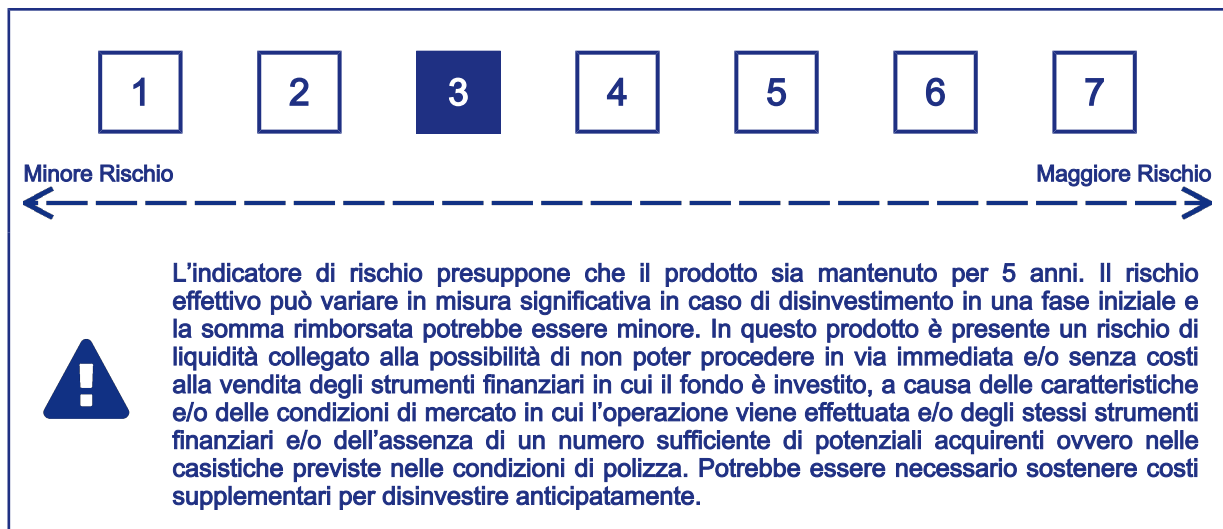 1 2 3 4 5 6 7
Minore Rischio Maggiore Rischio
L'indicatore di rischio presuppone che il prodotto sia mantenuto per 5 anni. Il rischio
effettivo può variare in misura significativa in caso di disinvestimento in una fase iniziale e
la somma rimborsata potrebbe essere minore. In questo prodotto è presente un rischio di
liquidità collegato alla possibilità di non poter procedere in via immediata e/o senza costi
alla vendita degli strumenti finanziari in cui il fondo è investito, a causa delle caratteristiche
e/o delle condizioni di mercato in cui l'operazione viene effettuata e/o degli stessi strumenti
finanziari e/o dell'assenza di un numero sufficiente di potenziali acquirenti ovvero nelle
casistiche previste nelle condizioni di polizza. Potrebbe essere necessario sostenere costi
supplementari per disinvestire anticipatamente.